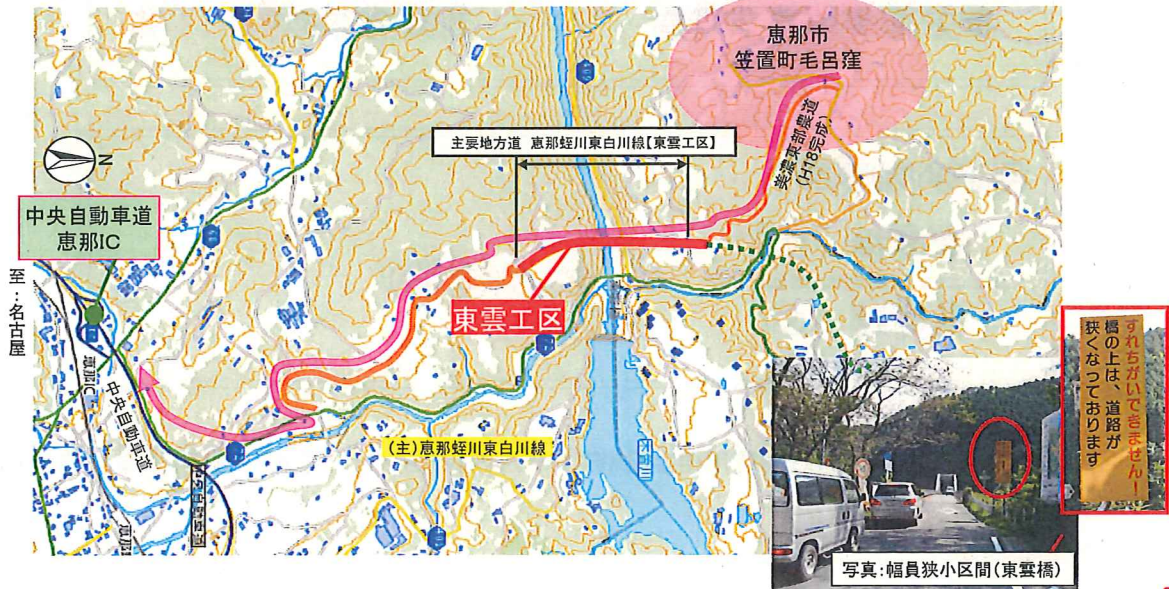 恵那市
笠置町毛呂窪
主要地方道 恵那蛭川東白川線【東雲工区】
美濃東部農道
(H18完成)
N
中央自動車道
恵那IC
至:名古屋
東雲工区
恵那IC
中央自動車道
(主)恵那蛭川東白川線
木曽川
すれちがいできません!
橋の上は、道路が
狭くなっております
写真:幅員狭小区間(東雲橋)